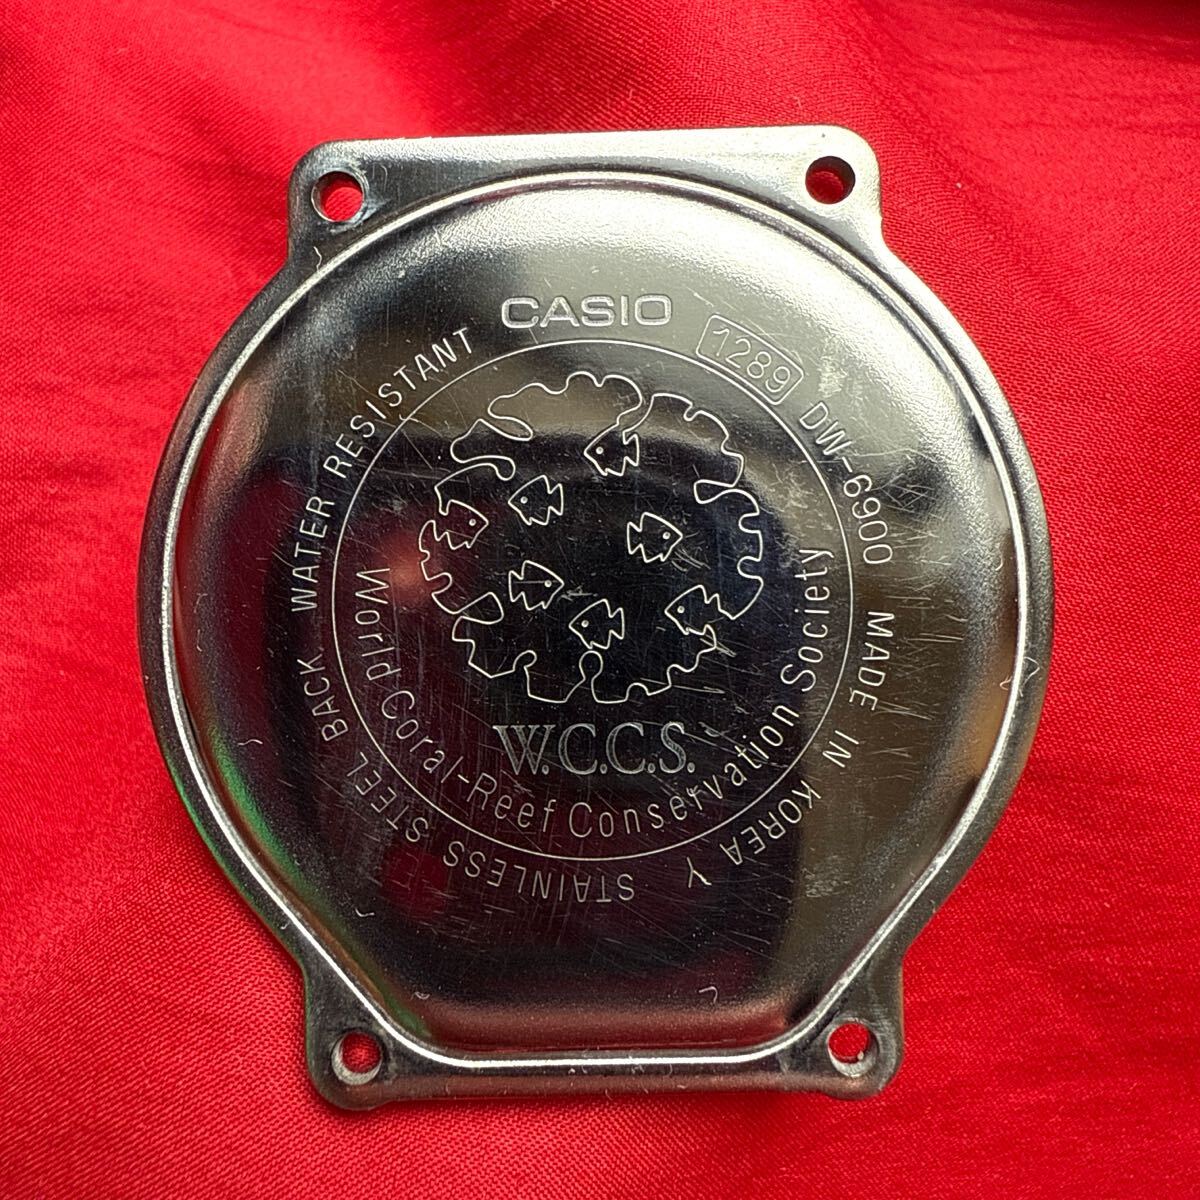 CASIO
1289
DW-6900 MADE IN KOREA Y
STAINLESS STEEL BACK WATER RESISTANT
W.C.C.S.
World Coral-Reef Conservation Society